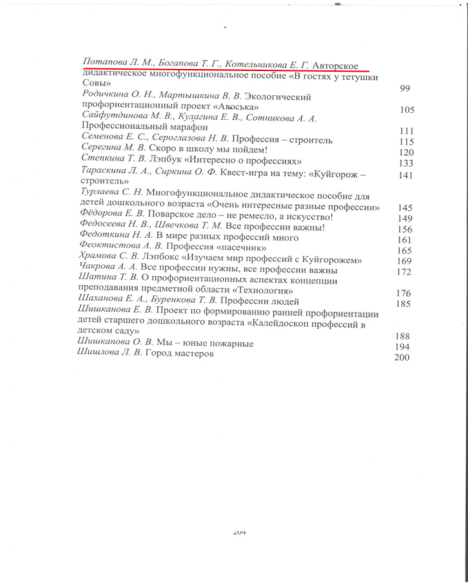 Потапова Л. М., Богапова Т. Г., Котельникова Е. Г. Авторское
дидактическое многофункциональное пособие «В гостях у тетушки
Совы» 99
Родичкина О. Н., Мартышкина В. В. Экологический
профориентационный проект «Авоська» 105
Сайфутдинова М. В., Кулагина Е. В., Сотникова А. А.
Профессиональный марафон 111
Семенова Е. С., Сероглазова Н. В. Профессия – строитель 115
Серегина М. В. Скоро в школу мы пойдем! 120
Степкина Т. В. Лэпбук «Интересно о профессиях» 133
Тараскина Л. А., Сиркина О. Ф. Квест-игра на тему: «Куйгорож – 141
строитель»
Турлаева С. Н. Многофункциональное дидактическое пособие для
детей дошкольного возраста «Очень интересные разные профессии» 145
Фёдорова Е. В. Поварское дело – не ремесло, а искусство! 149
Федосеева Н. В., Швечкова Т. М. Все профессии важны! 156
Федоткина Н. А. В мире разных профессий много 161
Феоктистова А. В. Профессия «пасечник» 165
Храмова С. В. Лэпбокс «Изучаем мир профессий с Куйгорожем» 169
Чакрова А. А. Все профессии нужны, все профессии важны 172
Шатина Т. В. О профориентационных аспектах концепции
преподавания предметной области «Технология» 176
Шаханова Е. А., Буренкова Т. В. Профессии людей 185
Шишканова Е. В. Проект по формированию ранней профориентации
детей старшего дошкольного возраста «Калейдоскоп профессий в
детском саду» 188
Шишканова О. В. Мы – юные пожарные 194
Шишлова Л. В. Город мастеров 200
204